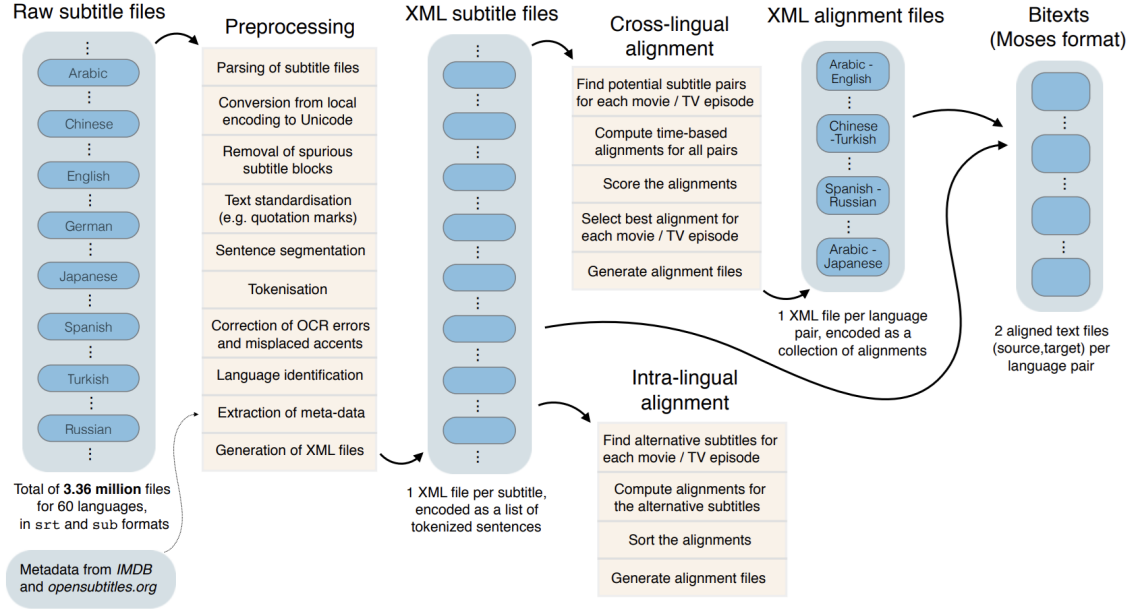 Raw subtitle files
Arabic
Chinese
English
German
Japanese
Spanish
Turkish
Russian
Total of 3.36 million files
for 60 languages,
in srt and sub formats
Metadata from IMDB
and opensubtitles.org
Preprocessing
Parsing of subtitle files
Conversion from local
encoding to Unicode
Removal of spurious
subtitle blocks
Text standardisation
(e.g. quotation marks)
Sentence segmentation
Tokenisation
Correction of OCR errors
and misplaced accents
Language identification
Extraction of meta-data
Generation of XML files
XML subtitle files
1 XML file per subtitle,
encoded as a list of
tokenized sentences
Cross-lingual
alignment
Find potential subtitle pairs
for each movie / TV episode
Compute time-based
alignments for all pairs
Score the alignments
Select best alignment for
each movie / TV episode
Generate alignment files
Intra-lingual
alignment
Find alternative subtitles for
each movie / TV episode
Compute alignments for
the alternative subtitles
Sort the alignments
Generate alignment files
XML alignment files
Arabic -
English
Chinese
-Turkish
Spanish -
Russian
Arabic -
Japanese
1 XML file per language
pair, encoded as a
collection of alignments
Bitexts
(Moses format)
2 aligned text files
(source,target) per
language pair